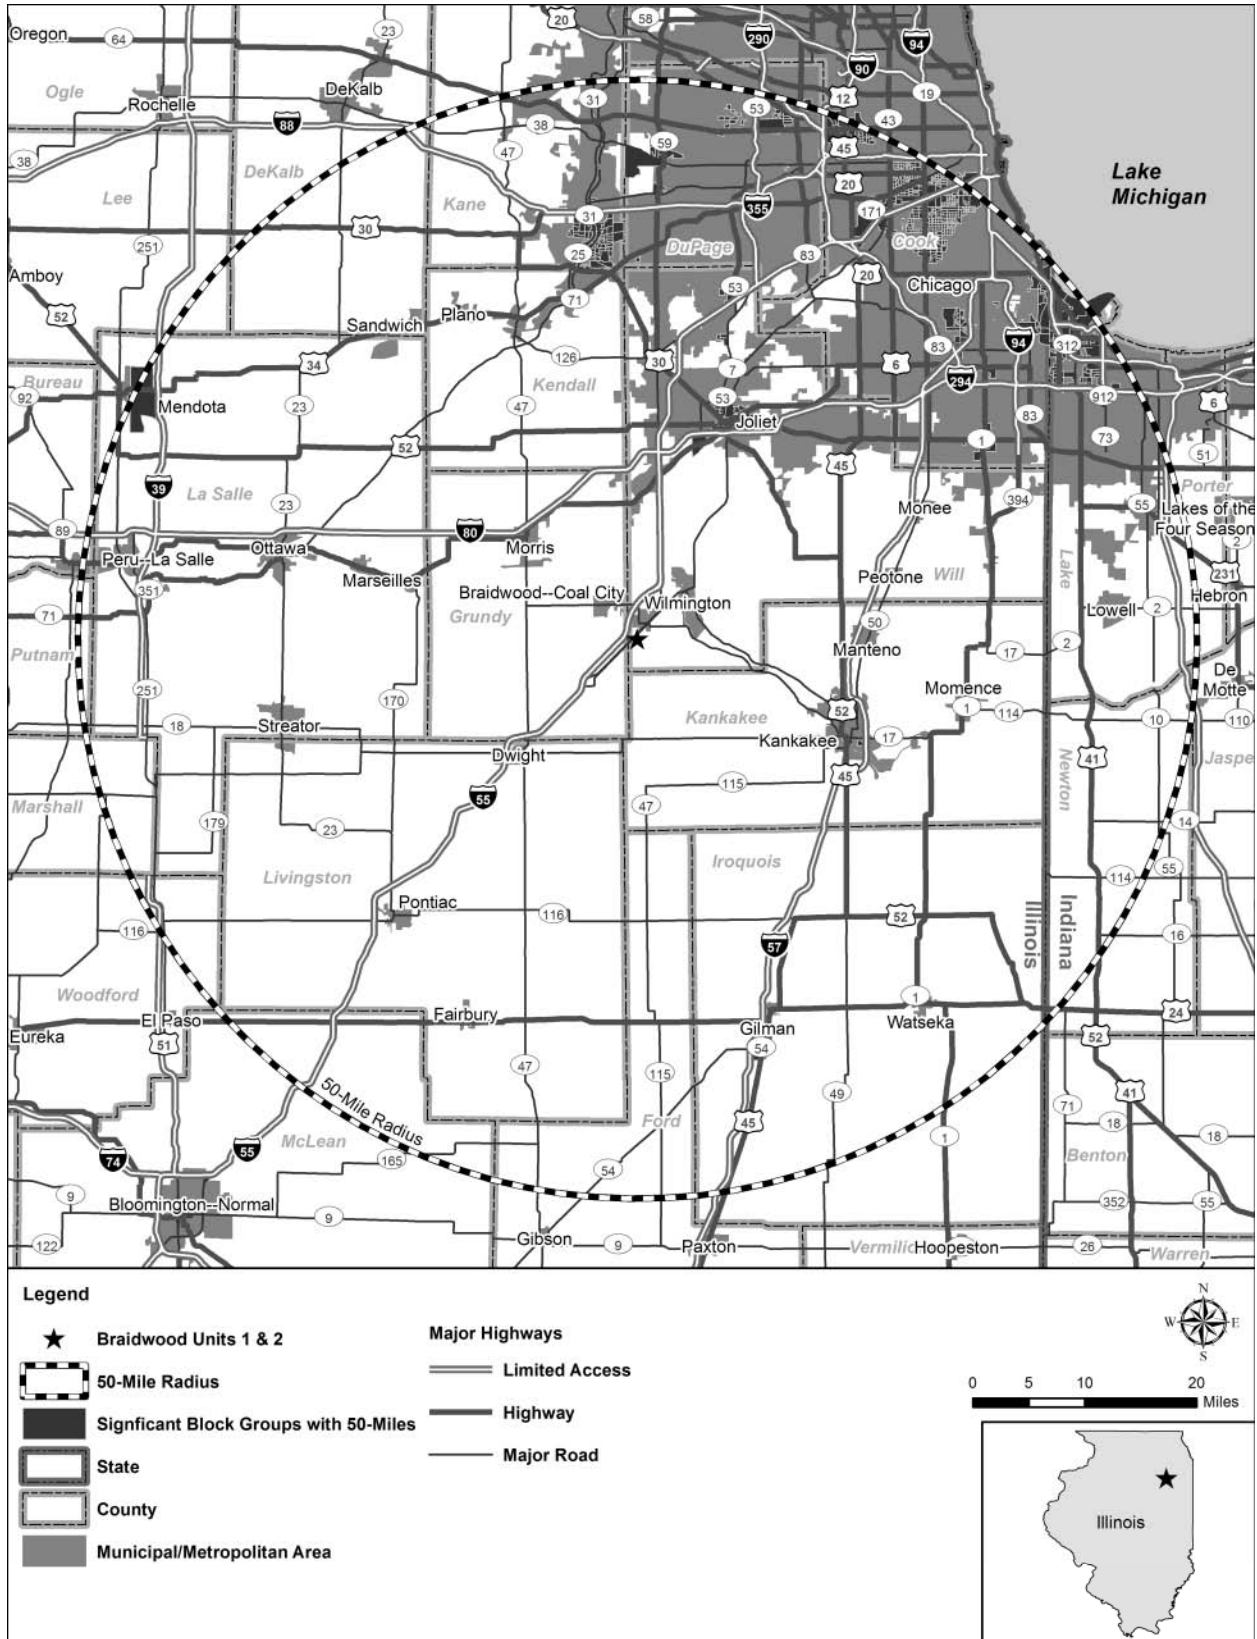 Oregon
64
23
20
58
290
94
90
Ogle
Rochelle
DeKalb
31
53
12
19
88
38
43
38
47
59
45
Lee
DeKalb
Kane
20
Lake
Michigan
251
30
31
355
171
25
DuPage
83
Cook
Amboy
71
53
20
Chicago
52
Sandwich
Plano
126
30
83
94
312
34
7
6
294
Bureau
92
Mendota
23
Kendall
47
53
912
6
Joliet
83
73
52
1
51
39
La Salle
45
Porter
23
394
Monee
55
Lakes of the
Four Season
89
80
2
Peru--La Salle
Ottawa
Morris
Marseilles
Peotone
Will
Lake
231
351
Braidwood--Coal City
Wilmington
Hebron
71
Grundy
50
Lowell
2
Putnam
Manteno
17
2
De
Motte
251
170
Momence
18
Streator
Kankakee
52
1
114
10
110
Dwight
Kankakee
17
41
Newton
Jaspe
55
115
45
Marshall
47
179
23
14
Iroquois
Livingston
114
55
Pontiac
116
52
Illinois
Indiana
116
57
16
Woodford
1
El Paso
Fairbury
24
Eureka
51
Gilman
Watseka
52
54
47
115
50-Mile Radius
49
41
71
McLean
Ford
45
18
18
74
55
1
165
54
Benton
9
352
55
Bloomington--Normal
9
122
Gibson
9
Paxton
Vermilic
Hoopeston
26
Warren
Legend
Braidwood Units 1 & 2
50-Mile Radius
Signficant Block Groups with 50-Miles
State
County
Municipal/Metropolitan Area
Major Highways
Limited Access
Highway
Major Road
N
W E
S
0 5 10 20
Miles
Illinois